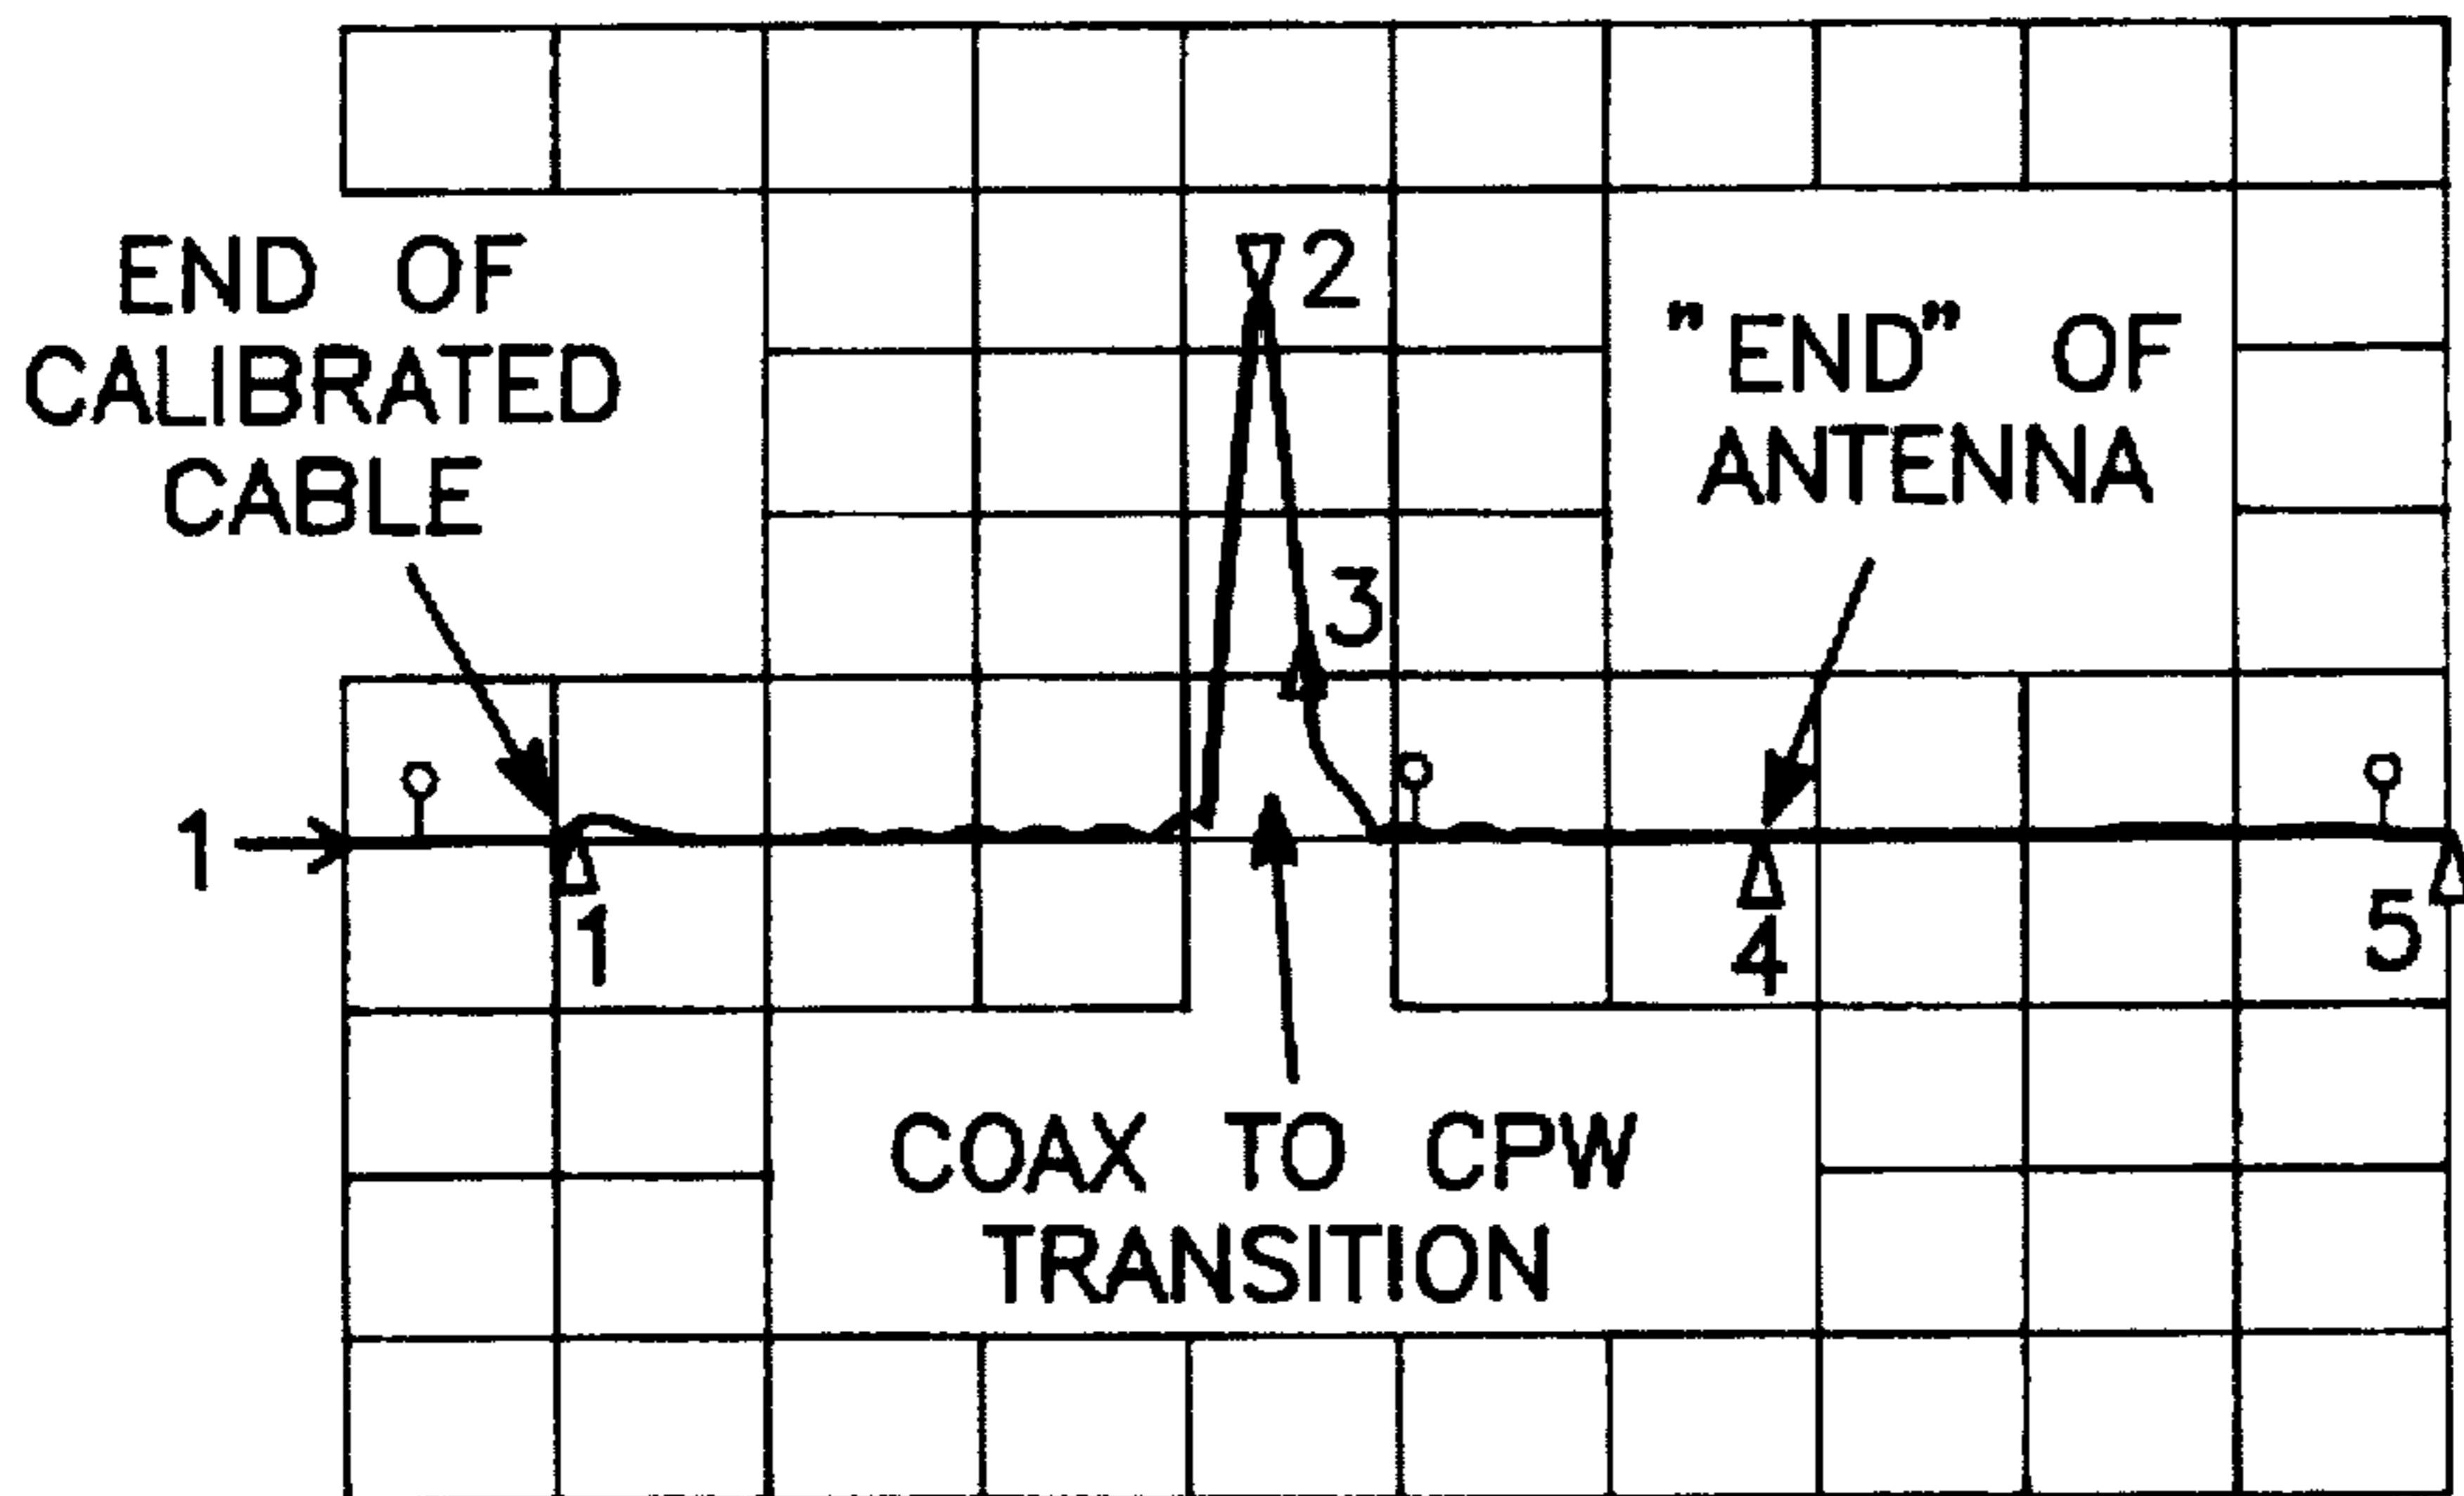 END OF
CALIBRATED
CABLE
2
"END" OF
ANTENNA
3
1
1
4
5
COAX TO CPW
TRANSITION